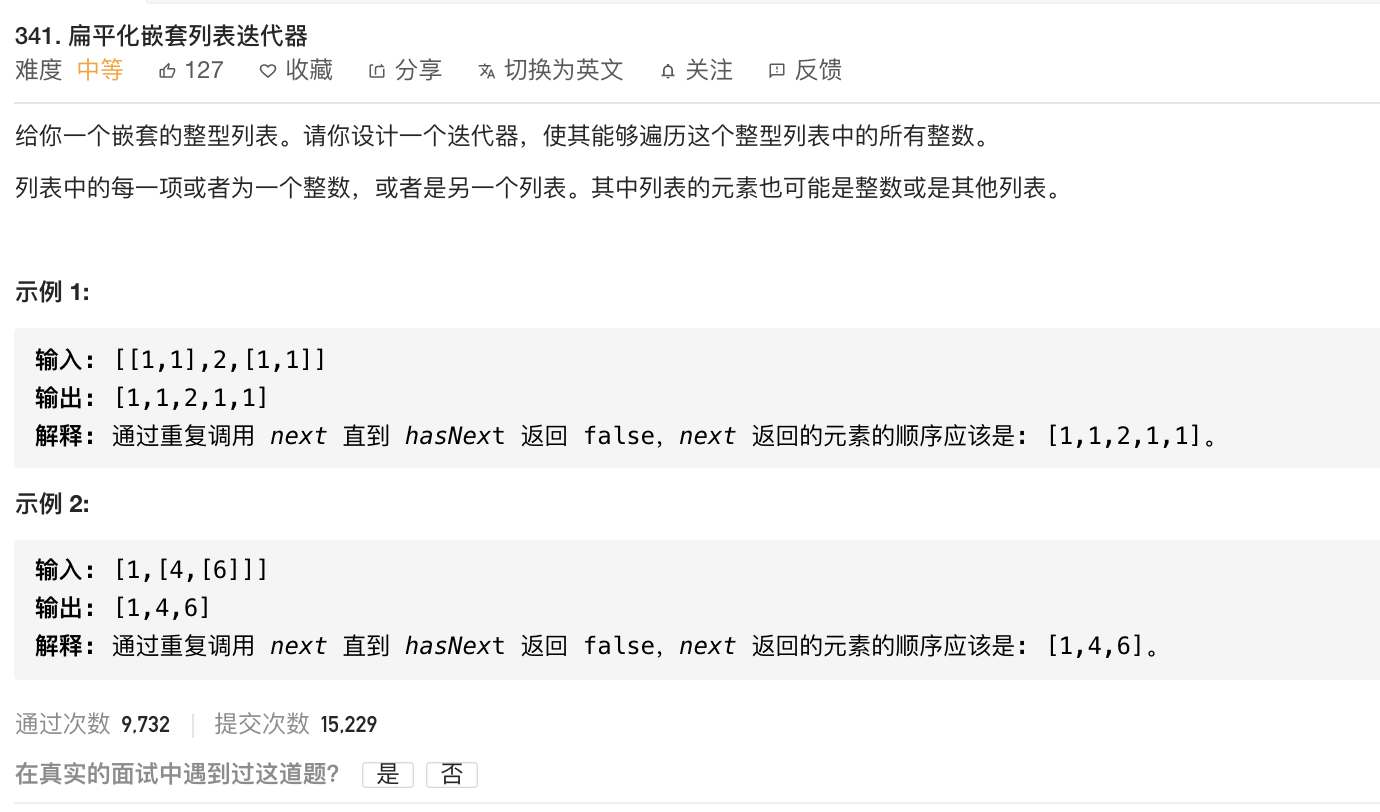 341. 扁平化嵌套列表迭代器
难度 中等 127 收藏 分享 切换为英文 关注 反馈
给你一个嵌套的整型列表。请你设计一个迭代器，使其能够遍历这个整型列表中的所有整数。
列表中的每一项或者为一个整数，或者是另一个列表。其中列表的元素也可能是整数或是其他列表。
示例 1:
输入: [[1,1],2,[1,1]]
输出: [1,1,2,1,1]
解释: 通过重复调用 next 直到 hasNext 返回 false，next 返回的元素的顺序应该是: [1,1,2,1,1]。
示例 2:
输入: [1,[4,[6]]]
输出: [1,4,6]
解释: 通过重复调用 next 直到 hasNext 返回 false，next 返回的元素的顺序应该是: [1,4,6]。
通过次数 9,732 提交次数 15,229
在真实的面试中遇到过这道题? 是 否